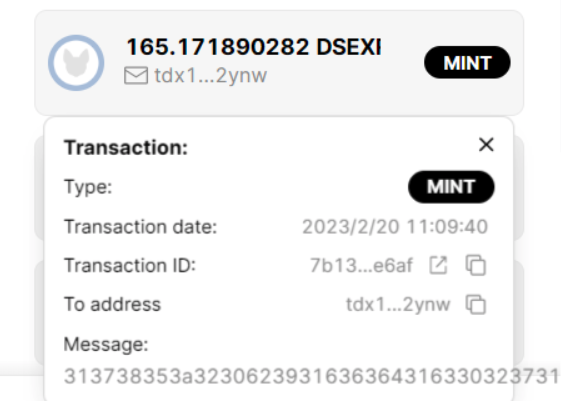 165.171890282 DSEXI
tdx1...2ynw
MINT
Transaction:
Type:
MINT
Transaction date:
2023/2/20 11:09:40
Transaction ID:
7b13...e6af
To address
tdx1...2ynw
Message:
313738353a3230623931636364316330323731